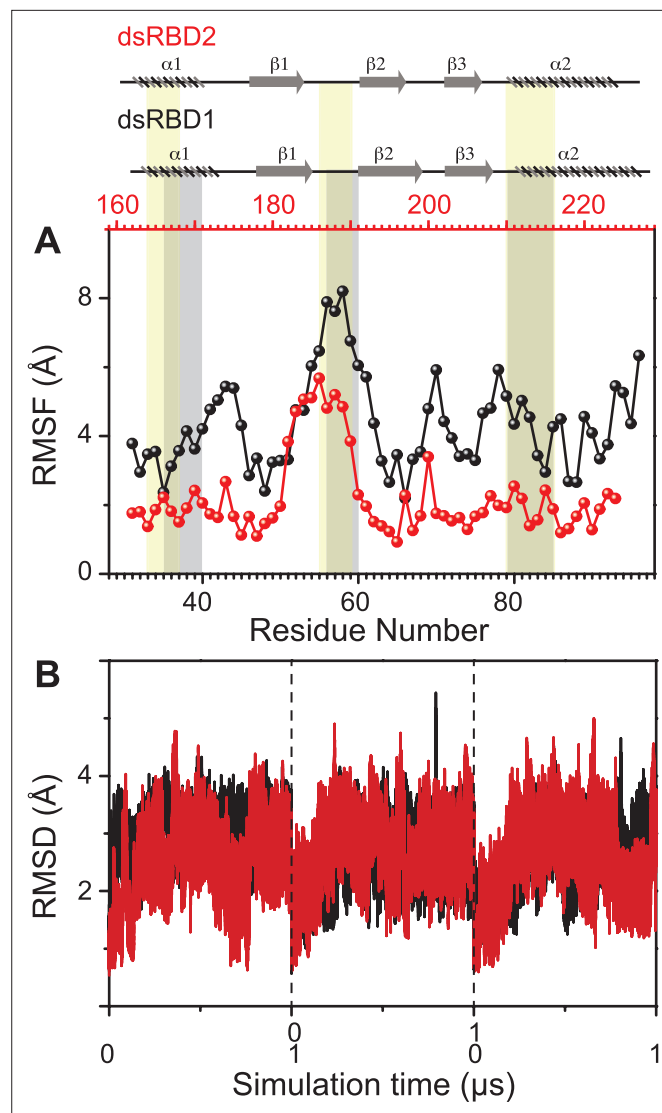 dsRBD2
α1 β1 β2 β3 α2
dsRBD1
α1 β1 β2 β3 α2
160 180 200 220
A
8
4
0
RMSF (Å)
40 60 80
Residue Number
B
4
2
RMSD (Å)
0 0 0 1
1 1
Simulation time (μs)